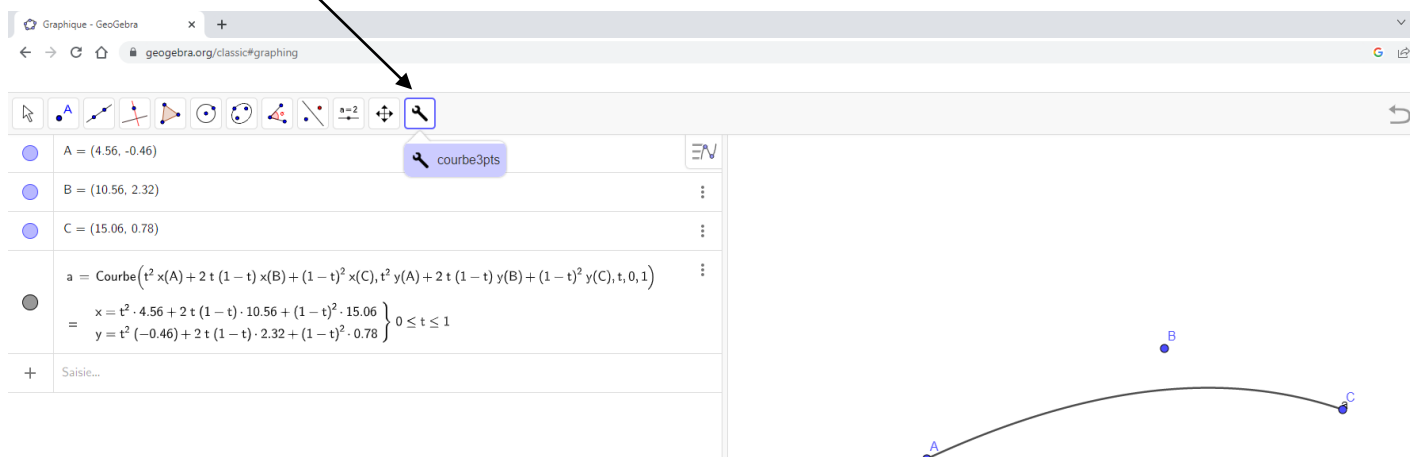 Graphique - GeoGebra
geogebra.org/classic#graphing
G
A
a=2
courbe3pts
A = (4.56, -0.46)
B = (10.56, 2.32)
C = (15.06, 0.78)
a = Courbe(t² x(A) + 2 t (1 − t) x(B) + (1 − t)² x(C), t² y(A) + 2 t (1 − t) y(B) + (1 − t)² y(C), t, 0, 1)
= x = t² · 4.56 + 2 t (1 − t) · 10.56 + (1 − t)² · 15.06
y = t² (−0.46) + 2 t (1 − t) · 2.32 + (1 − t)² · 0.78 } 0 ≤ t ≤ 1
Saisie...
B
C
a
A